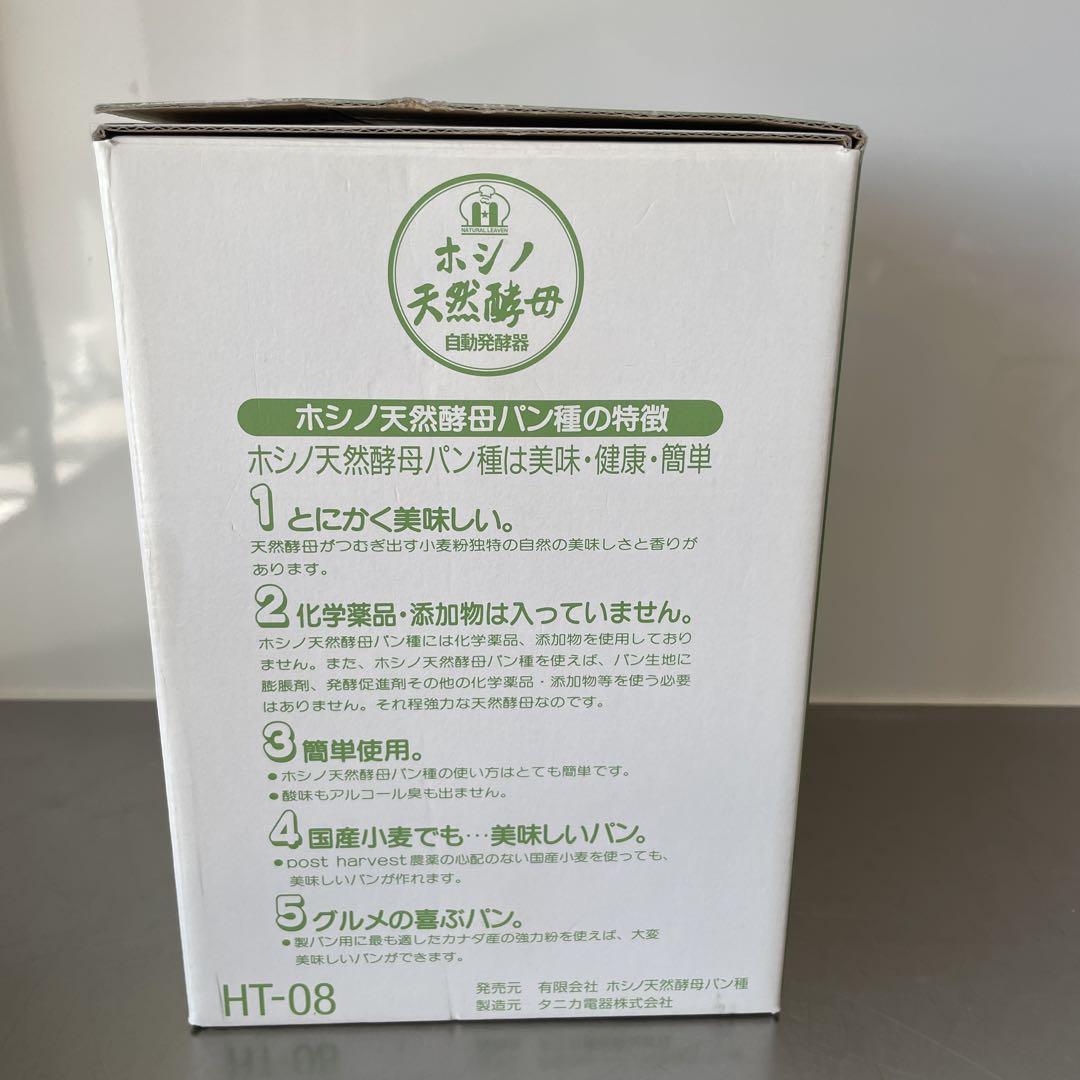 NATURAL LEAVEN
ホシノ
天然酵母
自動発酵器
ホシノ天然酵母パン種の特徴
ホシノ天然酵母パン種は美味・健康・簡単
1 とにかく美味しい。
天然酵母がつむぎ出す小麦粉独特の自然の美味しさと香りが
あります。
2 化学薬品・添加物は入っていません。
ホシノ天然酵母パン種には化学薬品、添加物を使用しており
ません。また、ホシノ天然酵母パン種を使えば、パン生地に
膨脹剤、発酵促進剤その他の化学薬品・添加物等を使う必要
はありません。それ程強力な天然酵母なのです。
3 簡単使用。
●ホシノ天然酵母パン種の使い方はとても簡単です。
●酸味もアルコール臭も出ません。
4 国産小麦でも…美味しいパン。
●post harvest農薬の心配のない国産小麦を使っても、
美味しいパンが作れます。
5 グルメの喜ぶパン。
●製パン用に最も適したカナダ産の強力粉を使えば、大変
美味しいパンができます。
HT-08
発売元 有限会社 ホシノ天然酵母パン種
製造元 タニカ電器株式会社